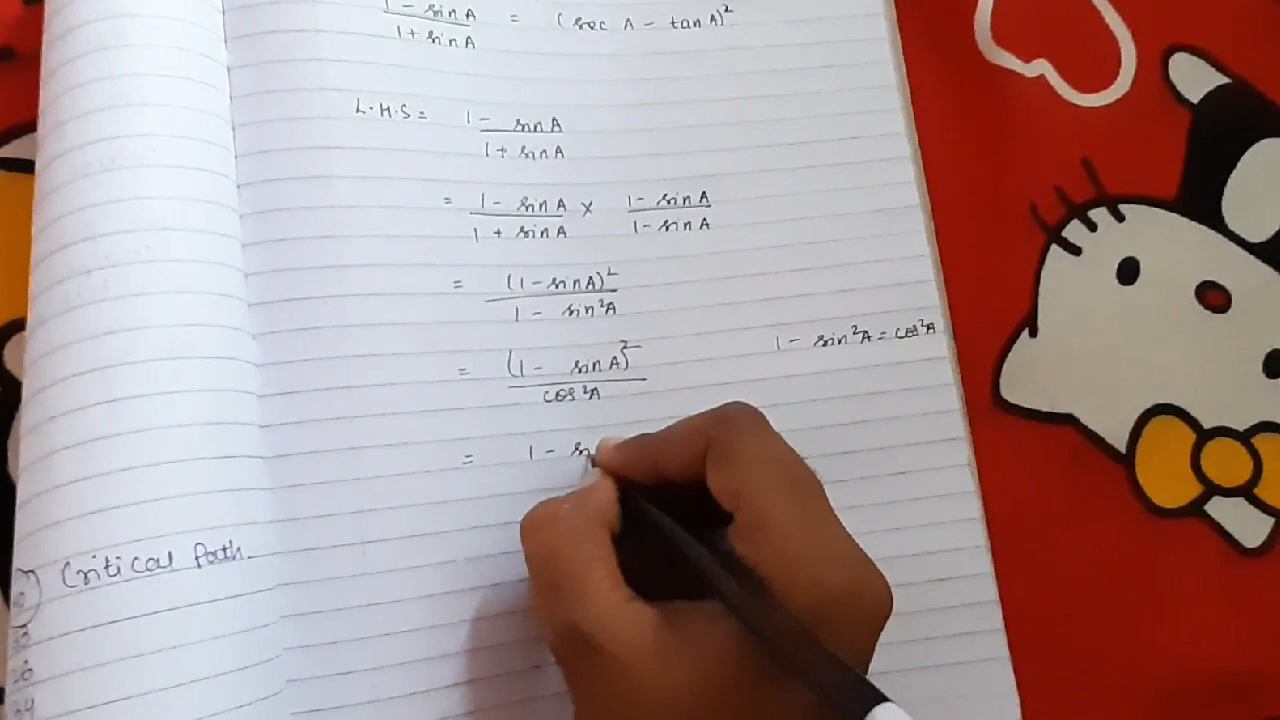 1 - sinA / 1 + sinA = (sec A - tan A)²
L.H.S = 1 - sinA / 1 + sinA
= 1 - sinA / 1 + sinA × 1 - sinA / 1 - sinA
= (1 - sinA)² / 1 - sin²A
1 - sin²A = cos²A
= (1 - sinA)² / cos²A
= 1 -
Critical Path